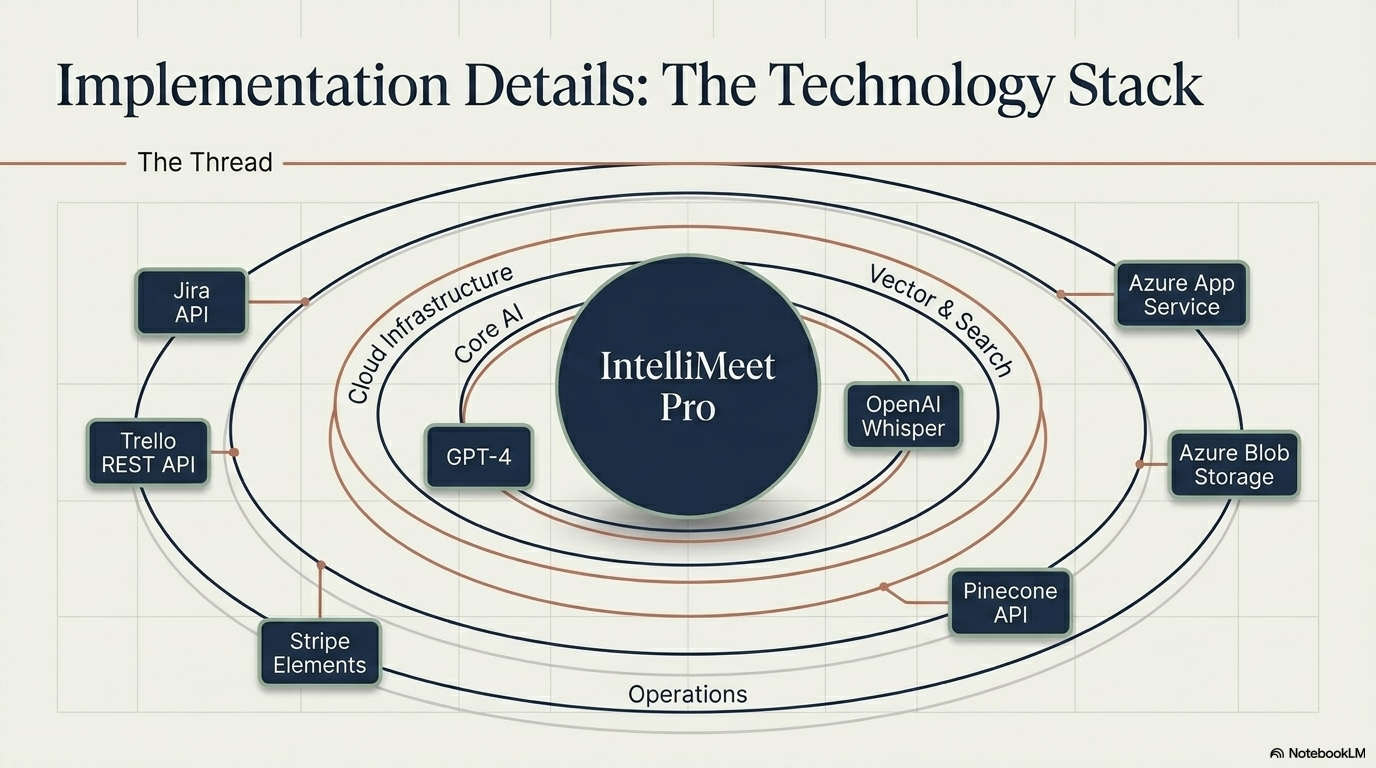 Implementation Details: The Technology Stack
The Thread
Jira
API
Cloud Infrastructure
Core AI
Vector & Search
Azure App
Service
IntelliMeet
Pro
Trello
REST API
GPT-4
OpenAI
Whisper
Azure Blob
Storage
Stripe
Elements
Pinecone
API
Operations
NotebookLM